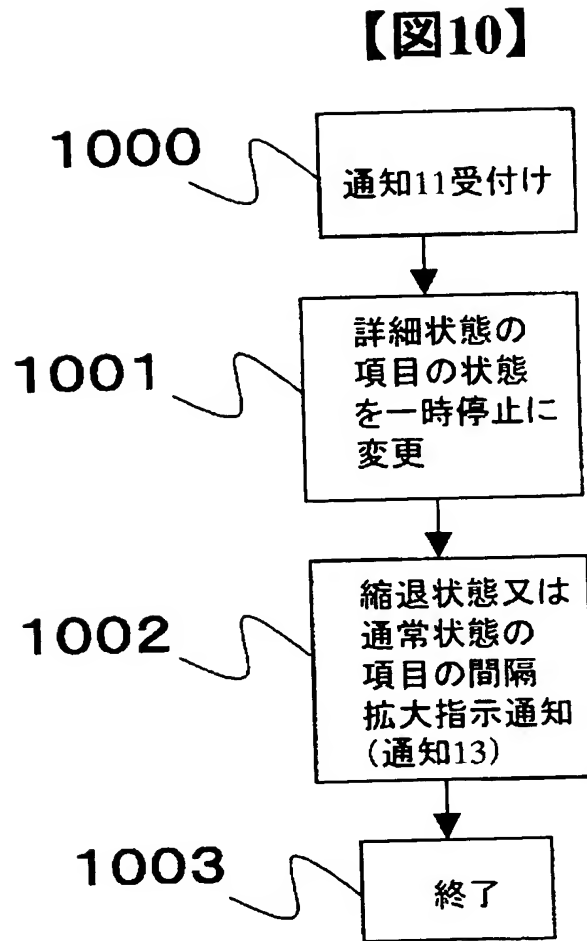 【図10】
1000
通知11受付け
1001
詳細状態の
項目の状態
を一時停止に
変更
1002
縮退状態又は
通常状態の
項目の間隔
拡大指示通知
(通知13)
1003
終了